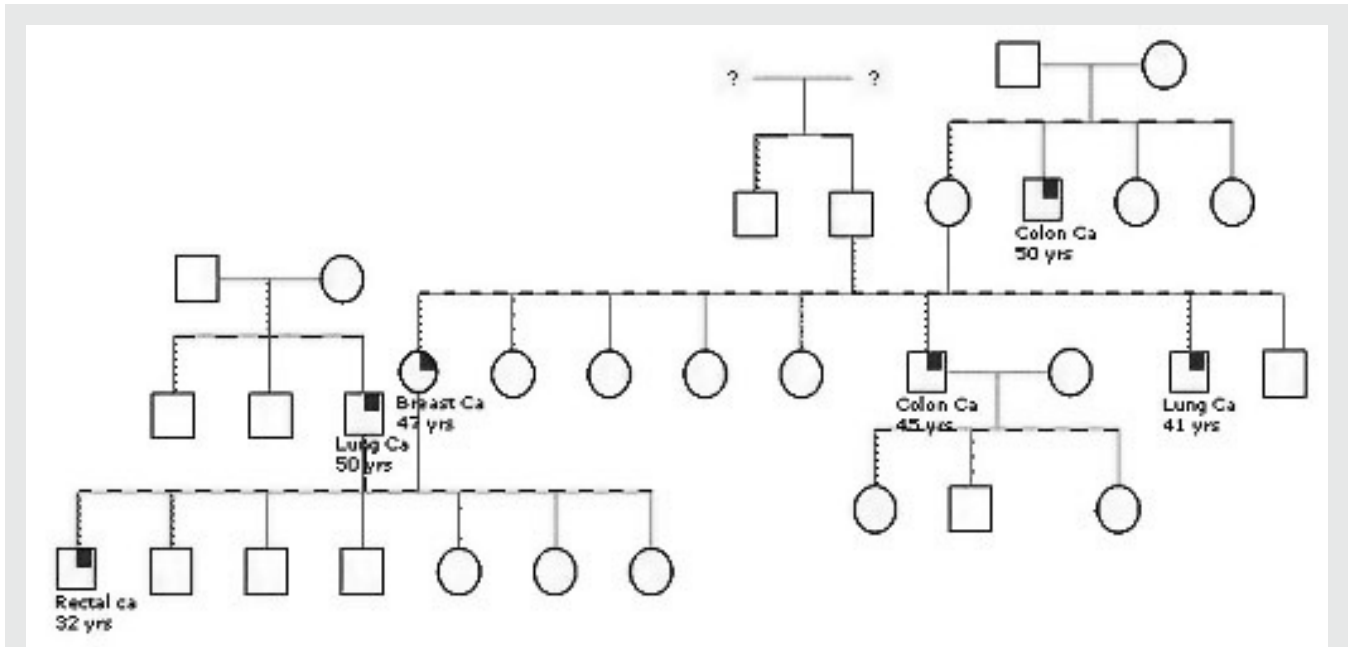 ? ?
Colon Ca
50 yrs
Breast Ca
47 yrs
Colon Ca
45 yrs
Lung Ca
41 yrs
Lung Ca
50 yrs
Rectal ca
32 yrs